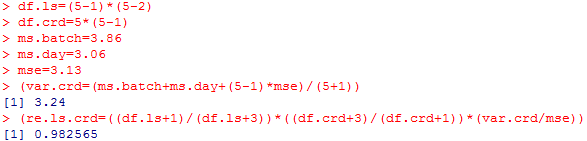 > df.ls=(5-1)*(5-2)
> df.crd=5*(5-1)
> ms.batch=3.86
> ms.day=3.06
> mse=3.13
> (var.crd=(ms.batch+ms.day+(5-1)*mse)/(5+1))
[1] 3.24
> (re.ls.crd=((df.ls+1)/(df.ls+3))*((df.crd+3)/(df.crd+1))*(var.crd/mse))
[1] 0.982565